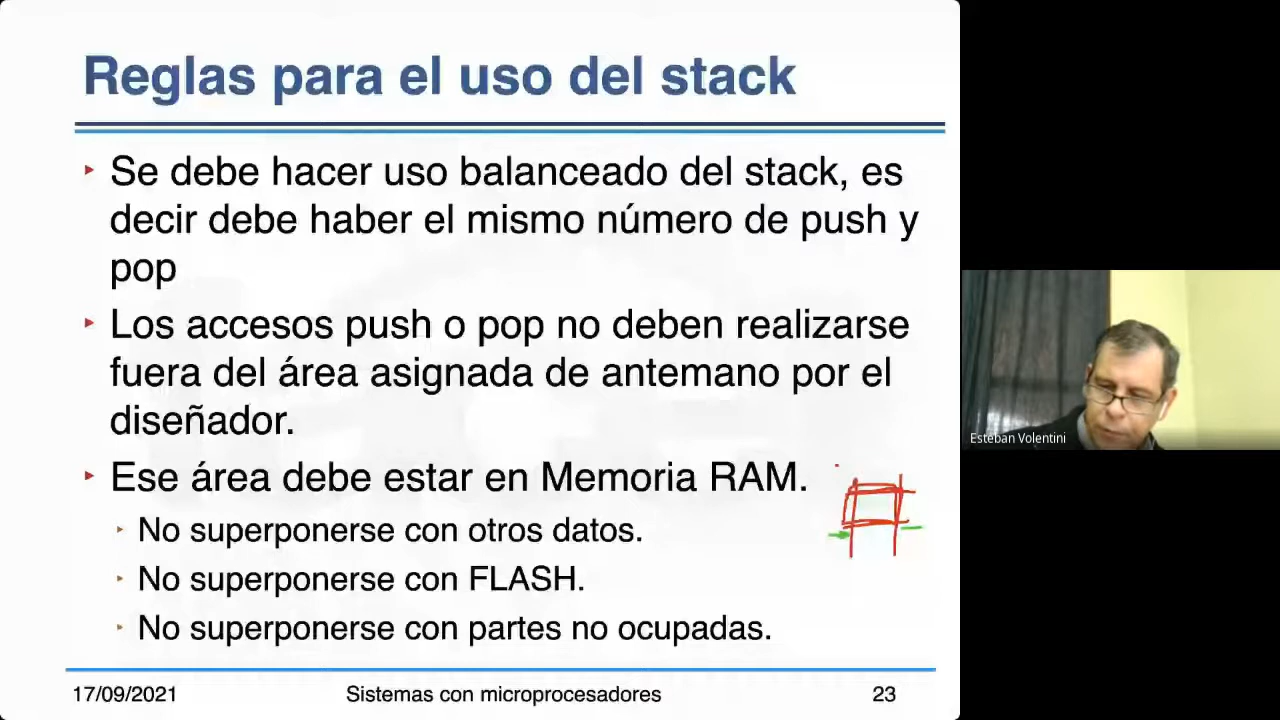 Reglas para el uso del stack
Se debe hacer uso balanceado del stack, es
decir debe haber el mismo número de push y
pop
Los accesos push o pop no deben realizarse
fuera del área asignada de antemano por el
diseñador.
Ese área debe estar en Memoria RAM.
No superponerse con otros datos.
No superponerse con FLASH.
No superponerse con partes no ocupadas.
17/09/2021 Sistemas con microprocesadores 23
Esteban Volentini